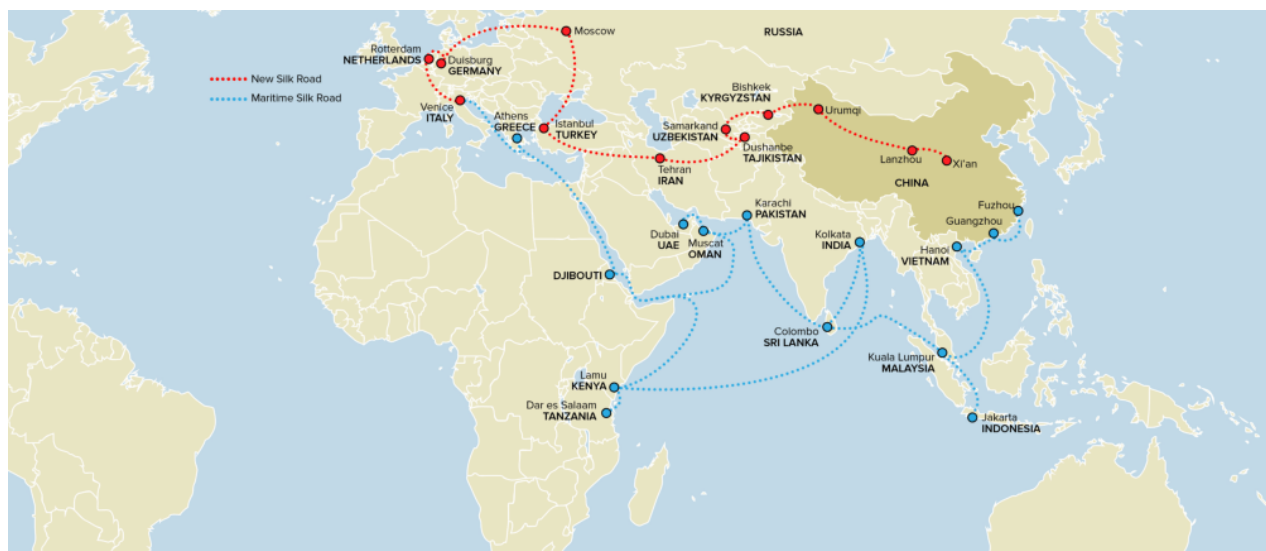 Moscow
RUSSIA
Rotterdam
NETHERLANDS
Duisburg
GERMANY
New Silk Road
Maritime Silk Road
Venice
ITALY
Athens
GREECE
Istanbul
TURKEY
Bishkek
KYRGYZSTAN
Urumqi
Samarkand
UZBEKISTAN
Dushanbe
TAJIKISTAN
Tehran
IRAN
Lanzhou
Xi'an
CHINA
Karachi
PAKISTAN
Fuzhou
Guangzhou
Dubai
UAE
Muscat
OMAN
Kolkata
INDIA
Hanoi
VIETNAM
DJIBOUTI
Colombo
SRI LANKA
Kuala Lumpur
MALAYSIA
Lamu
KENYA
Dar es Salaam
TANZANIA
Jakarta
INDONESIA